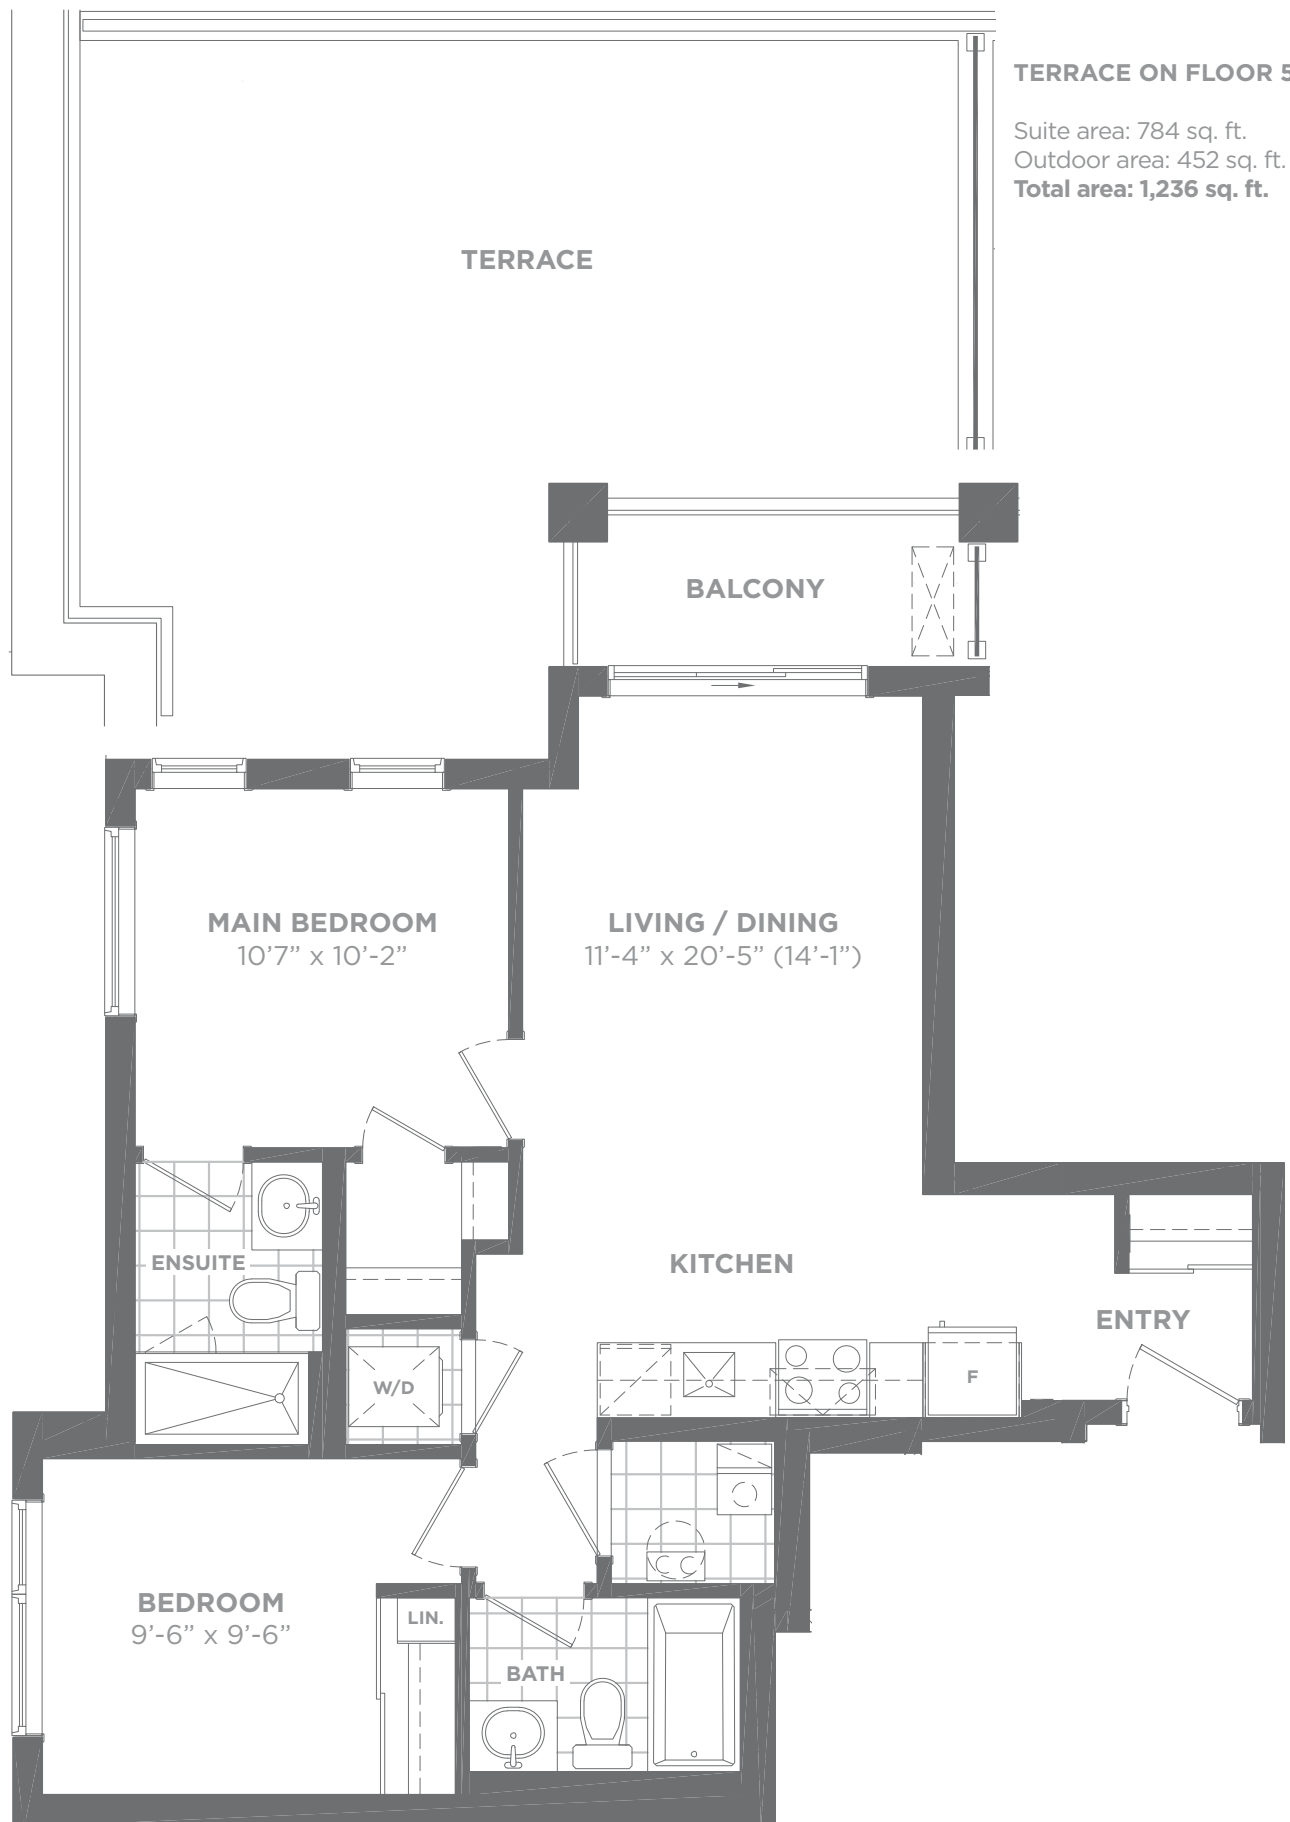 TERRACE ON FLOOR 5
Suite area: 784 sq. ft.
Outdoor area: 452 sq. ft.
Total area: 1,236 sq. ft.
TERRACE
BALCONY
MAIN BEDROOM
10’7” x 10’-2”
LIVING / DINING
11’-4” x 20’-5” (14’-1”)
ENSUITE
KITCHEN
ENTRY
W/D
F
BEDROOM
9’-6” x 9’-6”
LIN.
BATH